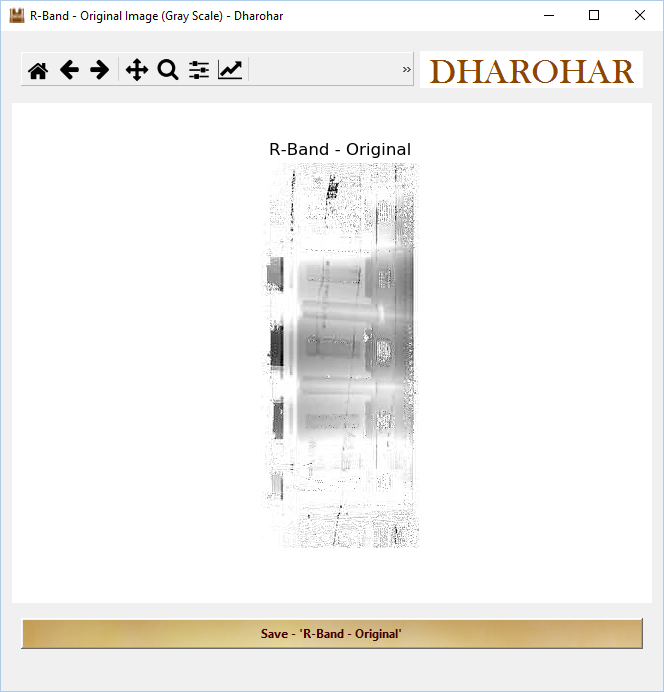 R-Band - Original Image (Gray Scale) - Dharohar
»
DHAROHAR
R-Band - Original
Save - 'R-Band - Original'